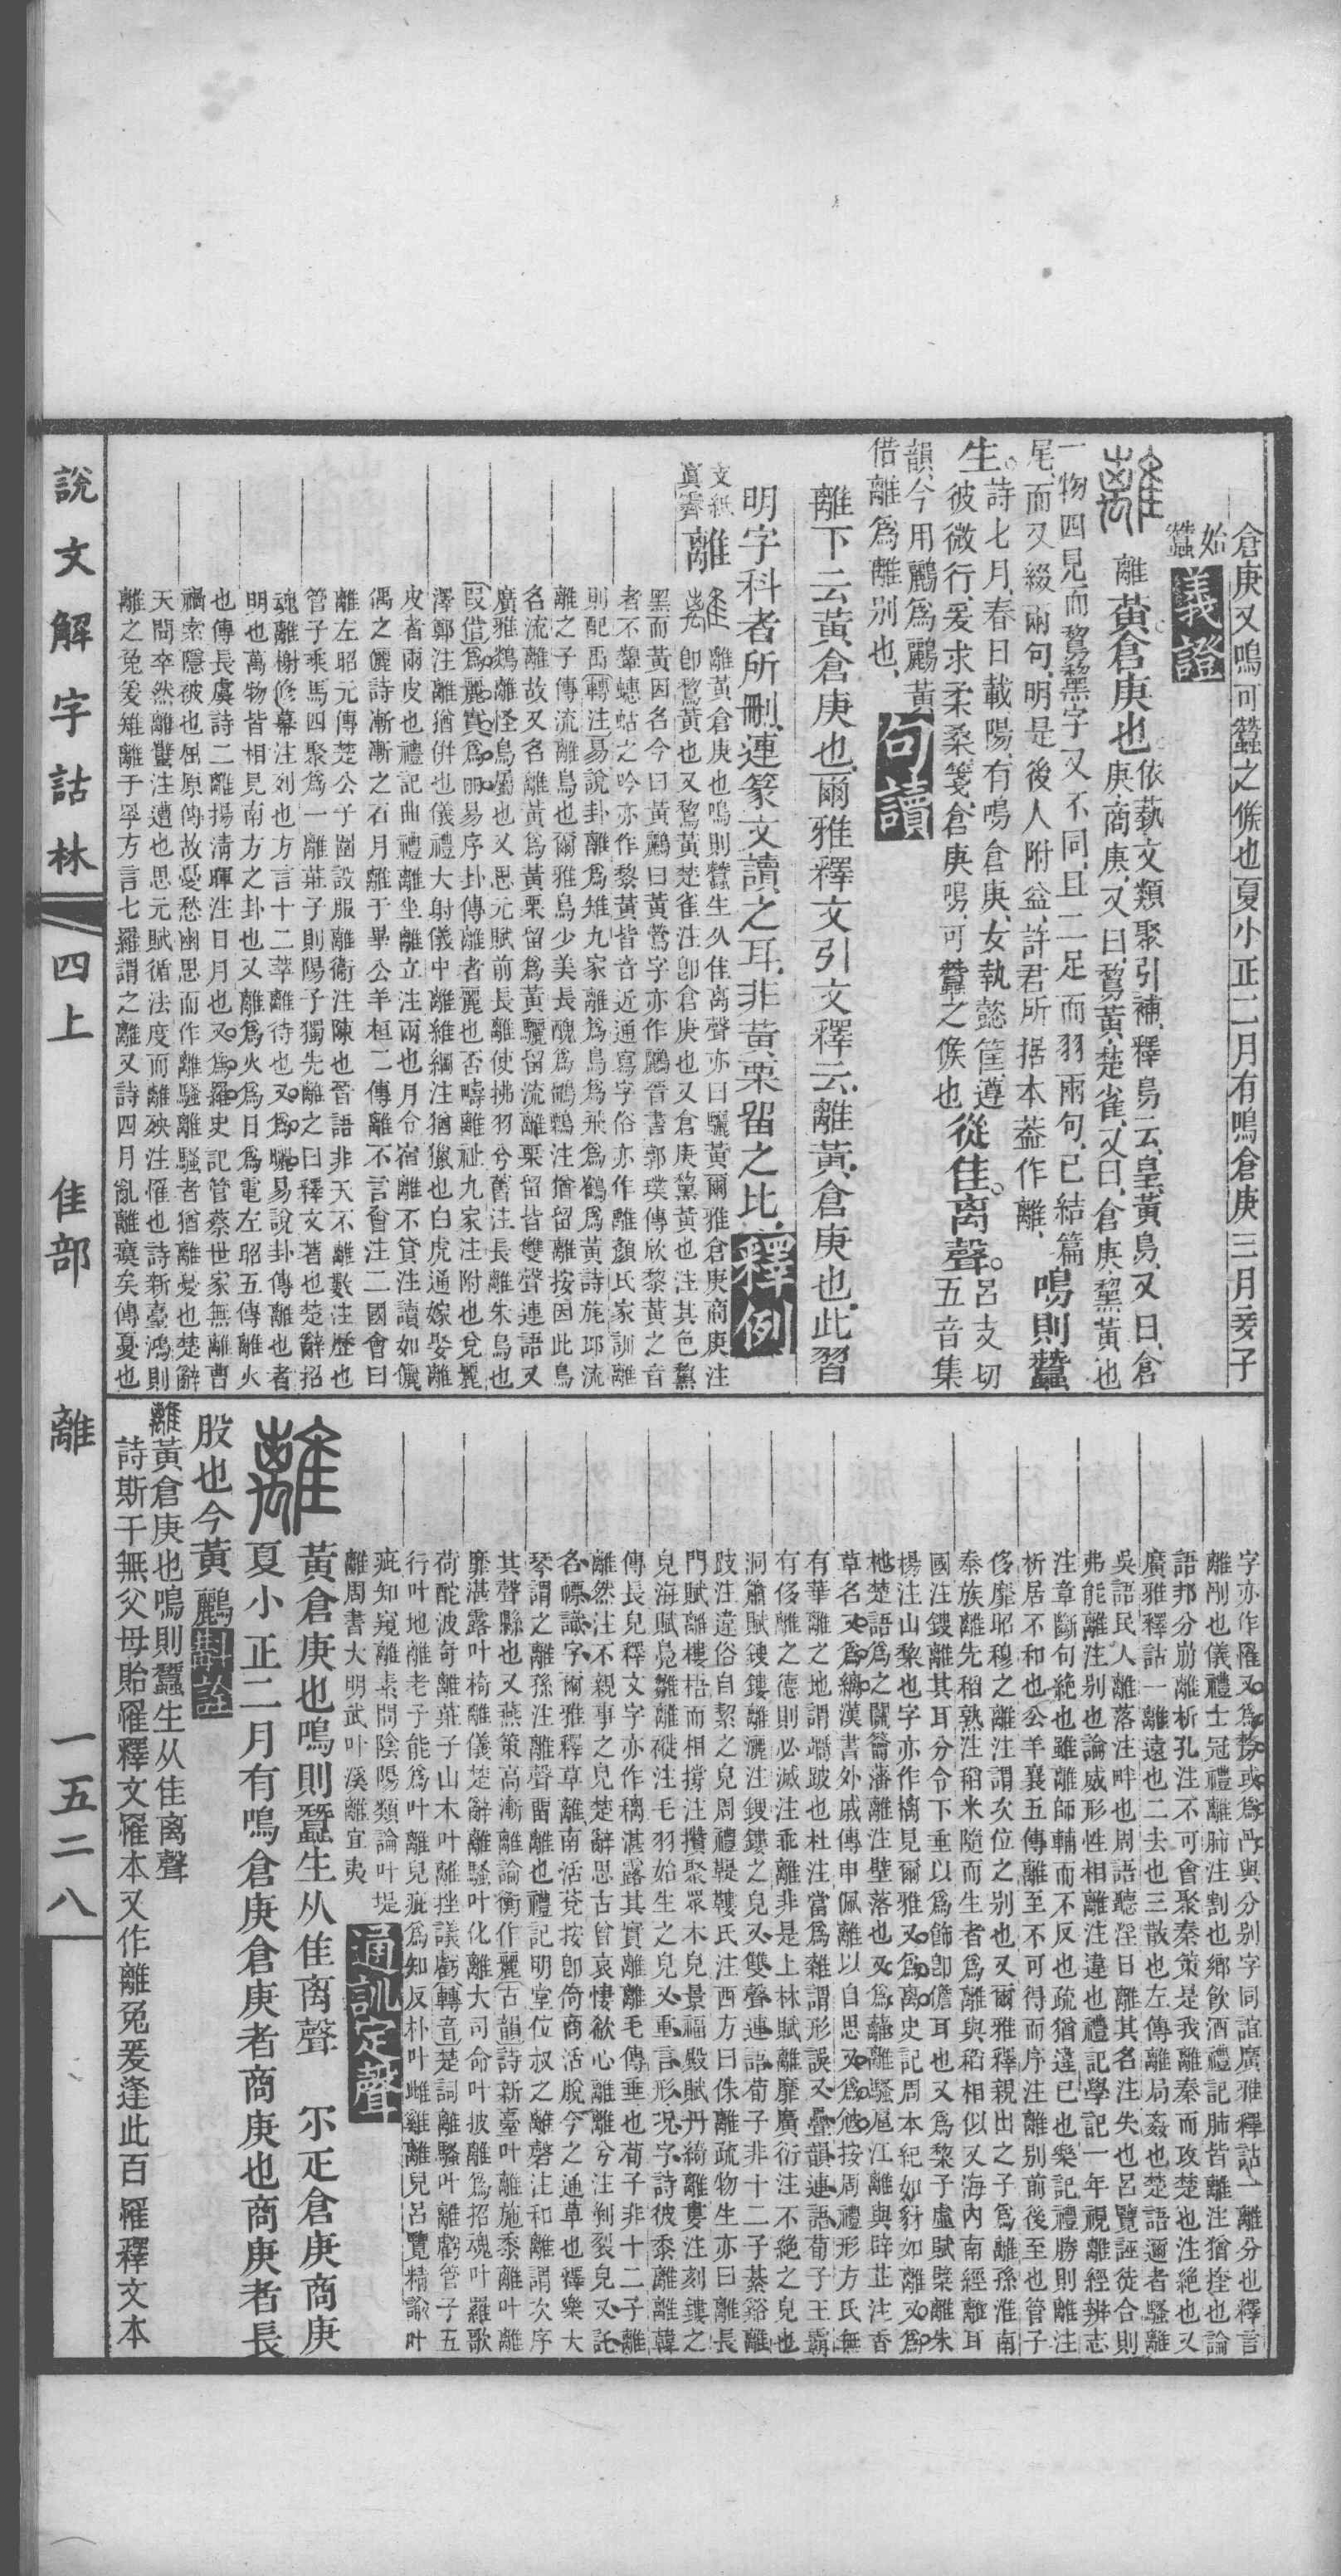 倉庚又鳴可蠶之候也夏小正二月有鳴倉庚三月妾子
始
蠶
義證
離
離黃倉庚也
依藝文類聚引補釋鳥云皇黃鳥又曰倉
庚商庚又曰鵹黃楚雀又曰倉庚黧黃也
一物四見而鵹黧字又不同且二足而羽兩句已結篇
尾而又綴兩句明是後人附益許君所据本葢作離
鳴則蠶
生
詩七月春日載陽有鳴倉庚女執懿筐遵
彼微行爰求柔桑箋倉庚鳴可蠶之候也
從隹离聲
呂支切
五音集
韻今用鸝爲鸝黃
借離爲離别也
句讀
離下云黃倉庚也爾雅釋文引文釋云離黃倉庚也此習
明字科者所刪連篆文讀之耳非黃栗留之比
釋例
離
離黃倉庚也鳴則蠶生从隹离聲亦曰驪黃爾雅倉庚商庚注
卽鵹黃也又鵹黃楚雀注卽倉庚也又倉庚黧黃也注其色黧
黑而黃因名今曰黃鸝曰黃鶯字亦作鸝晉書郭璞傳欣黎黃之音
者不顰蟪蛄之吟亦作黎黃皆音近通寫字俗亦作離顏氏家訓離
則配禹轉注易說卦離爲雉九家離爲鳥爲飛爲鶴爲黃詩旄邱流
離之子傳流離鳥也爾雅鳥少美長醜爲鶹鷅注猶留離按因此鳥
名流離故又名離黃爲黃栗留爲黃驪留流離栗留皆雙聲連語又
廣雅鷄離怪鳥屬也又思元賦前長離使拂羽兮舊注長離朱鳥也
叚借爲麗實爲丽易序卦傳離者麗也否疇離祉九家注附也兌麗
澤鄭注離猶併也儀禮大射儀中離維綱注猶獵也白虎通嫁娶離
皮者兩皮也禮記曲禮離坐離立注兩也月令宿離不貸注讀如儷
偶之儷詩漸漸之石月離于畢公羊桓二傳離不言會注二國會曰
離左昭元傳楚公子圍設服離衞注陳也晉語非天不離數注歷也
管子乘馬四聚爲一離莊子則陽子獨先離之曰釋文著也楚辭招
魂離榭修幕注列也方言十二萃離待也又爲曬易說卦傳離也者
明也萬物皆相見南方之卦也又離爲火爲日爲電左昭五傳離火
也傳長虞詩二離揚清暉注日月也又爲羅史記管蔡世家無離曹
禍索隱被也屈原傳故憂愁幽思而作離騷離騷者猶離憂也楚辭
天問卒然離蠥注遭也思元賦循法度而離殃注罹也詩新臺鴻則
離之兔爰雉離于罦方言七羅謂之離又詩四月亂離瘼矣傳憂也
字亦作罹又爲剺或爲冎與分别字同誼廣雅釋詁一離分也釋言
離刖也儀禮士冠禮離肺注割也鄉飲酒禮記肺皆離注猶挃也論
語邦分崩離析孔注不可會聚秦策是我離秦而攻楚也注絶也又
廣雅釋詁一離遠也二去也三散也左傳離局姦也楚語邇者騷離
吳語民人離落注畔也周語聽淫日離其名注失也呂覽誣徒合則
弗能離注别也論威形性相離注違也禮記學記一年視離經辨志
注章斷句絶也雖離師輔而不反也疏猶違已也樂記禮勝則離注
析居不和也公羊襄五傳離至不可得而序注離别前後至也管子
侈靡昭穆之離注謂次位之别也又爾雅釋親出之子爲離孫淮南
泰族離先稻熟注稻米隨而生者爲離與稻相似又海內南經離耳
國注鍰離其耳分令下垂以爲飾卽儋耳也又爲棃子虛賦檗離朱
楊注山棃也字亦作樆見爾雅又爲离史記周本紀如豺如離又爲
杝楚語爲之關籥藩離注壁落也又爲蘺離騷扈江離與辟芷注香
草名又爲縭漢書外戚傳申佩離以自思又爲㐌按周禮形方氏無
有華離之地謂𨇤跛也杜注當爲雜謂形誤又疊韻連語荀子王霸
有侈離之德則必滅注乖離非是上林賦離靡廣衍注不絶之皃也
洞簫賦鎪鏤離灑注鎪鏤之皃又雙聲連語荀子非十二子綦谿離
跂注違俗自絜之皃周禮鞮鞻氏注西方曰侏離疏物生亦曰離長
門賦離樓梧而相撐注攢聚眾木皃景福殿賦丹綺離婁注刻鏤之
皃海賦鳧雛離褷注毛羽始生之皃又重言形況字詩彼黍離離韓
傳長皃釋文字亦作穲湛露其實離離毛傳垂也荀子非十二子離
離然注不親事之皃楚辭思古曾哀悽欷心離離兮注剝裂皃又託
名幖識字爾雅釋草離南活莌按卽倚商活脫今之通草也釋樂大
琴謂之離孫注離聲畱離也禮記明堂位叔之離磬注和離謂次序
其聲縣也又燕策高漸離論衡作麗古韻詩新臺叶離施黍離叶離
靡湛露叶椅離儀楚辭離騷叶化離大司命叶披離爲招魂叶羅歌
荷酡波奇離莊子山木叶離挫議虧轉音楚詞離騷叶離虧管子五
行叶地離老子能爲叶離兒疵爲知反朴叶雌雞離兒呂覽精諭叶
疵知窺離素問陰陽類論叶堤
離周書大明武叶溪離宜夷
通訓定聲
離
黃倉庚也鳴則蠶生从隹离聲　尒疋倉庚商庚
夏小正二月有鳴倉庚倉庚者商庚也商庚者長
股也今黃鸝
斠詮
離黃倉庚也鳴則蠶生从隹离聲
詩斯干無父母貽罹釋文罹本又作離兔爰逢此百罹釋文本
說文解字詁林
四上
隹部
離
一五二八